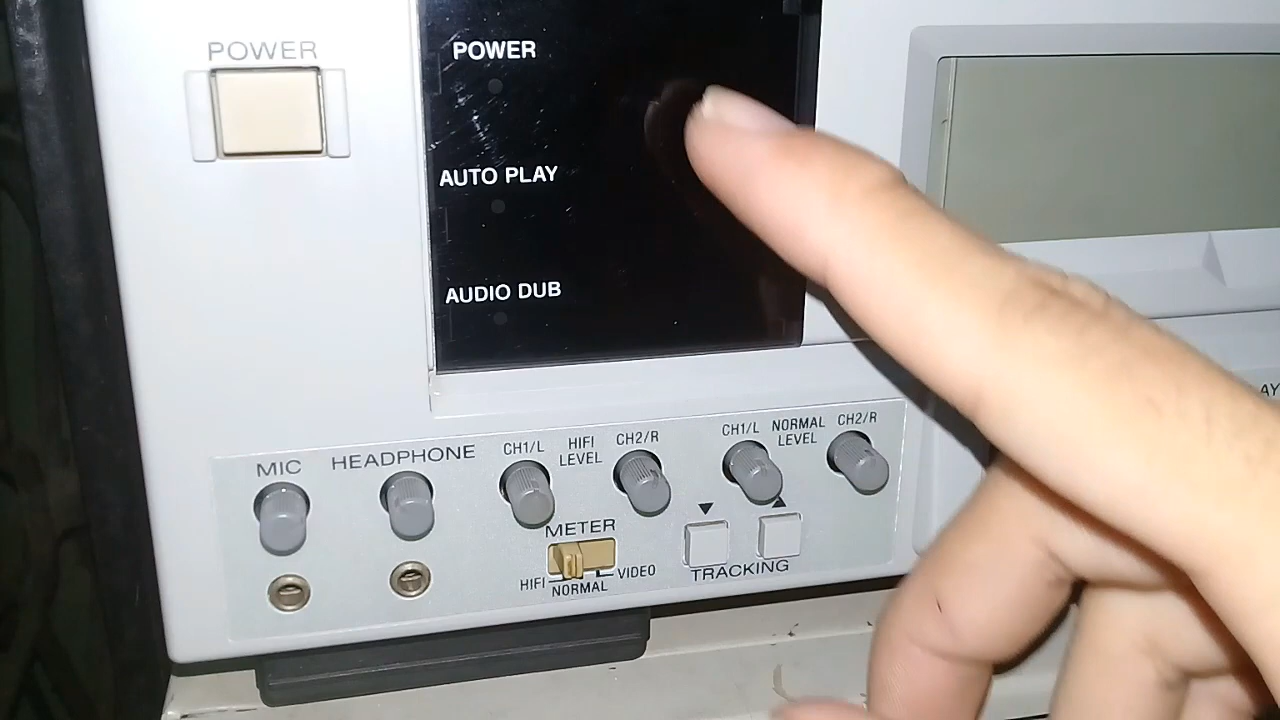 POWER
POWER
AUTO PLAY
AUDIO DUB
MIC
HEADPHONE
CH1/L
HIFI
LEVEL
CH2/R
CH1/L
NORMAL
LEVEL
CH2/R
METER
HIFI
NORMAL
VIDEO
▼
▲
TRACKING